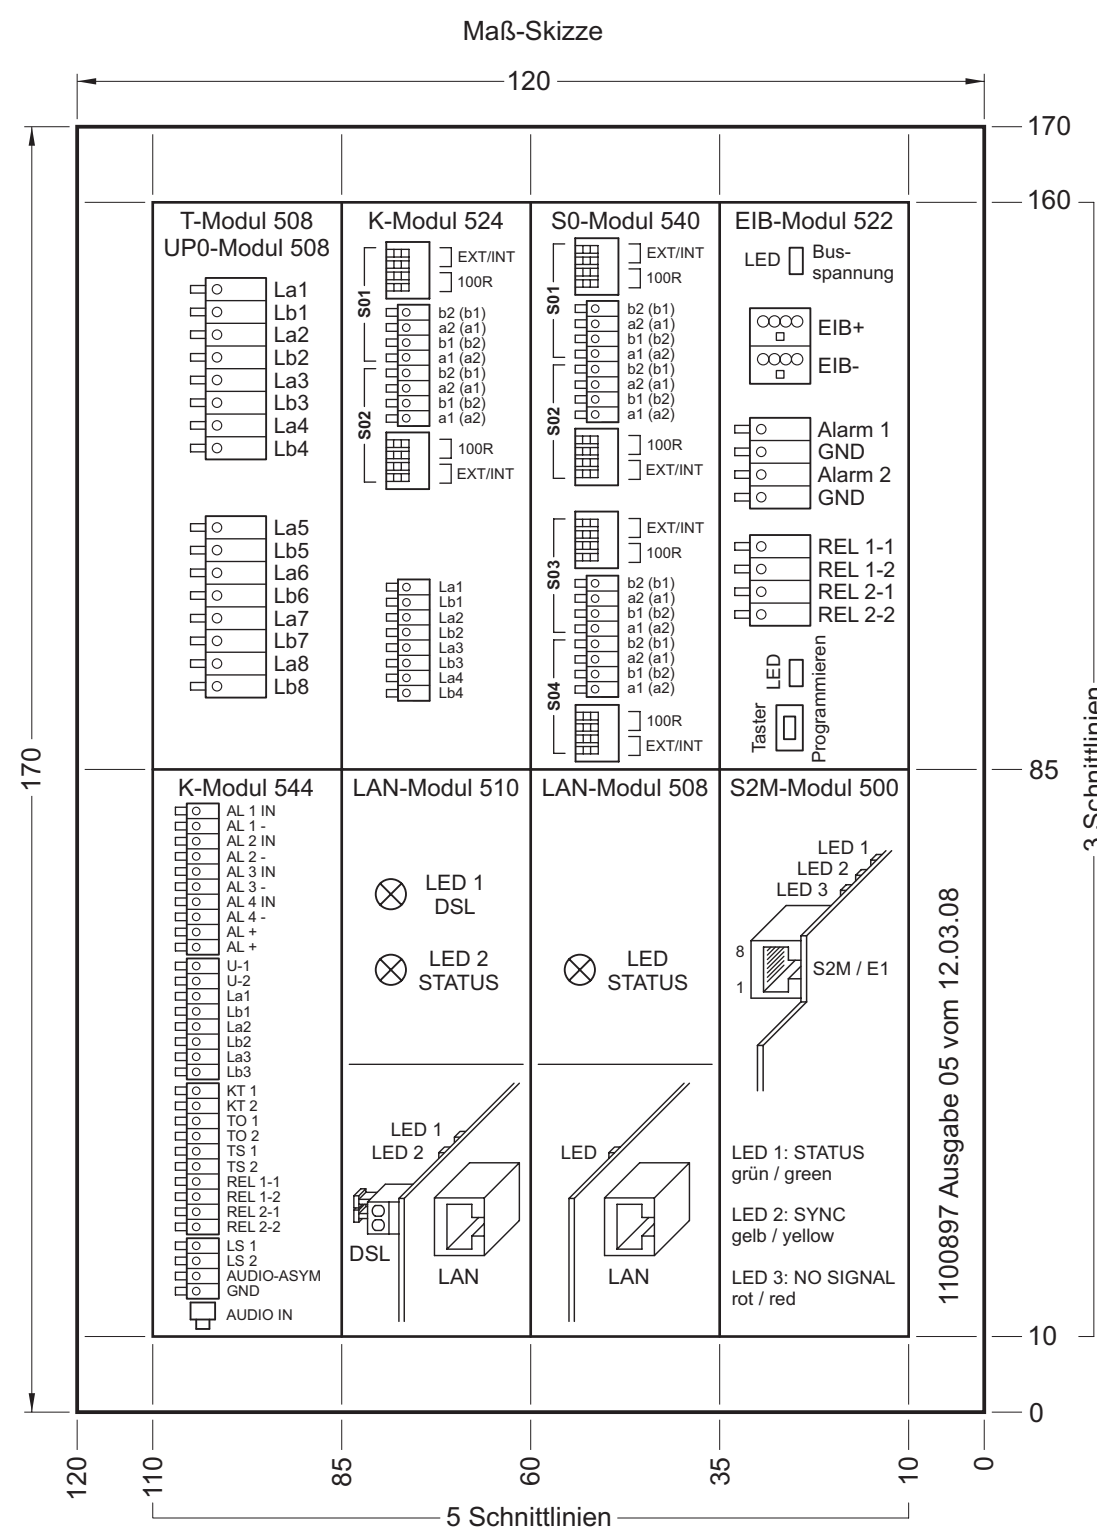 Maß-Skizze
120
170
160
170
T-Modul 508
UP0-Modul 508
La1
Lb1
La2
Lb2
La3
Lb3
La4
Lb4
La5
Lb5
La6
Lb6
La7
Lb7
La8
Lb8
K-Modul 524
S01
EXT/INT
100R
b2 (b1)
a2 (a1)
b1 (b2)
a1 (a2)
S02
b2 (b1)
a2 (a1)
b1 (b2)
a1 (a2)
100R
EXT/INT
La1
Lb1
La2
Lb2
La3
Lb3
La4
Lb4
S0-Modul 540
S01
EXT/INT
100R
b2 (b1)
a2 (a1)
b1 (b2)
a1 (a2)
S02
b2 (b1)
a2 (a1)
b1 (b2)
a1 (a2)
100R
EXT/INT
S03
EXT/INT
100R
b2 (b1)
a2 (a1)
b1 (b2)
a1 (a2)
S04
b2 (b1)
a2 (a1)
b1 (b2)
a1 (a2)
100R
EXT/INT
EIB-Modul 522
LED
Bus-
spannung
EIB+
EIB-
Alarm 1
GND
Alarm 2
GND
REL 1-1
REL 1-2
REL 2-1
REL 2-2
LED
Taster
Programmieren
85
3 Schnittlinien
K-Modul 544
AL 1 IN
AL 1 -
AL 2 IN
AL 2 -
AL 3 IN
AL 3 -
AL 4 IN
AL 4 -
AL +
AL +
U-1
U-2
La1
Lb1
La2
Lb2
La3
Lb3
KT 1
KT 2
TO 1
TO 2
TS 1
TS 2
REL 1-1
REL 1-2
REL 2-1
REL 2-2
LS 1
LS 2
AUDIO-ASYM
GND
AUDIO IN
LAN-Modul 510
LED 1
DSL
LED 2
STATUS
LED 1
LED 2
DSL
LAN
LAN-Modul 508
LED
STATUS
LED
LAN
S2M-Modul 500
LED 1
LED 2
LED 3
8
1
S2M / E1
LED 1: STATUS
grün / green
LED 2: SYNC
gelb / yellow
LED 3: NO SIGNAL
rot / red
1100897 Ausgabe 05 vom 12.03.08
10
0
120
110
85
60
35
10
0
5 Schnittlinien